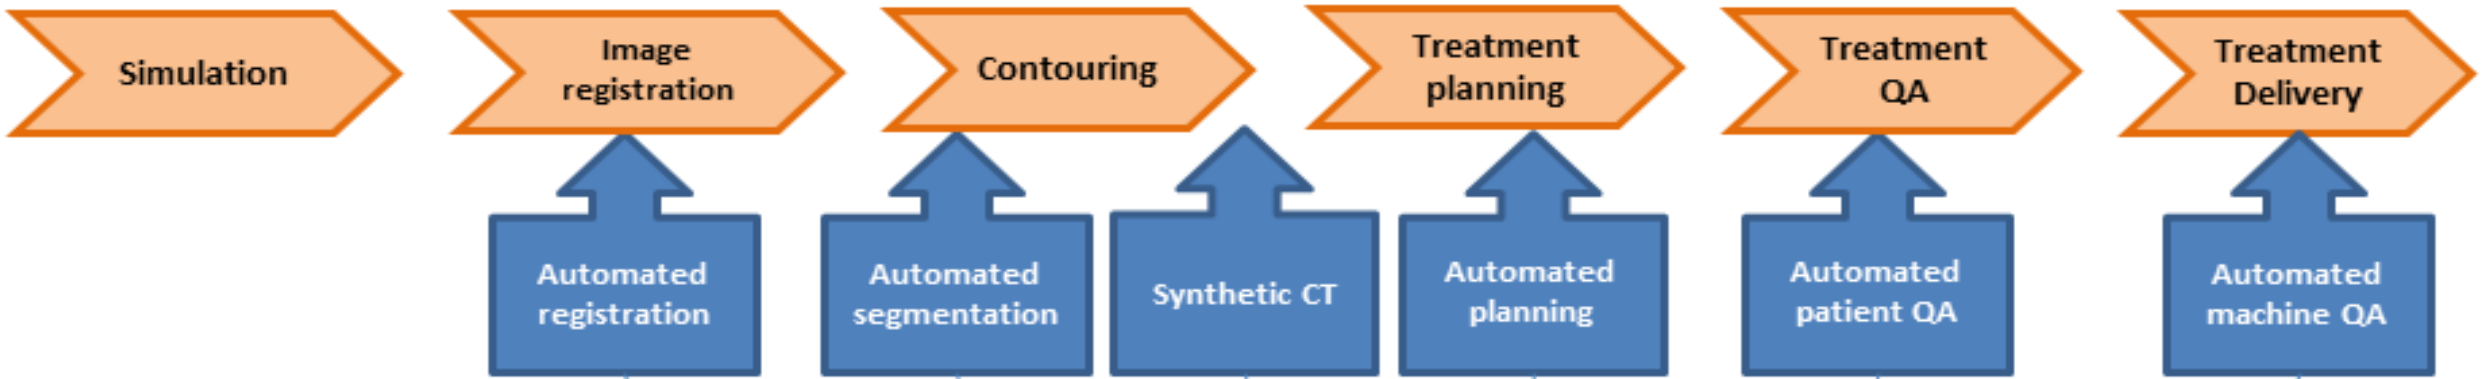 Simulation
Image
registration
Contouring
Treatment
planning
Treatment
QA
Treatment
Delivery
Automated
registration
Automated
segmentation
Synthetic CT
Automated
planning
Automated
patient QA
Automated
machine QA